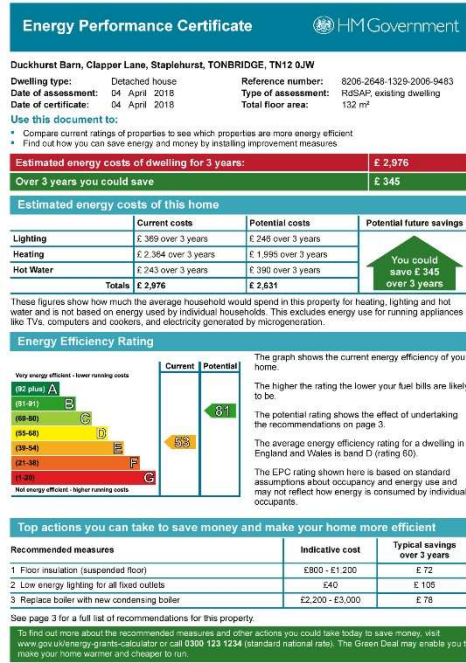 Energy Performance Certificate
HM Government
Duckhurst Barn, Clapper Lane, Staplehurst, TONBRIDGE, TN12 0JW
Dwelling type: Detached house Reference number: 8206-2648-1329-2006-9483
Date of assessment: 04 April 2018 Type of assessment: RdSAP, existing dwelling
Date of certificate: 04 April 2018 Total floor area: 132 m²
Use this document to:
• Compare current ratings of properties to see which properties are more energy efficient
• Find out how you can save energy and money by installing improvement measures
Estimated energy costs of dwelling for 3 years: £ 2,976
Over 3 years you could save £ 345
Estimated energy costs of this home
Current costs Potential costs Potential future savings
Lighting £ 369 over 3 years £ 246 over 3 years
Heating £ 2,364 over 3 years £ 1,995 over 3 years
Hot Water £ 243 over 3 years £ 390 over 3 years
Totals £ 2,976 £ 2,631
You could
save £ 345
over 3 years
These figures show how much the average household would spend in this property for heating, lighting and hot
water and is not based on energy used by individual households. This excludes energy use for running appliances
like TVs, computers and cookers, and electricity generated by microgeneration.
Energy Efficiency Rating
Current Potential
Very energy efficient - lower running costs
(92 plus) A
(81-91) B
(69-80) C
(55-68) D
(39-54) E
(21-38) F
(1-20) G
Not energy efficient - higher running costs
53
81
The graph shows the current energy efficiency of you
home.
The higher the rating the lower your fuel bills are likely
to be.
The potential rating shows the effect of undertaking
the recommendations on page 3.
The average energy efficiency rating for a dwelling in
England and Wales is band D (rating 60).
The EPC rating shown here is based on standard
assumptions about occupancy and energy use and
may not reflect how energy is consumed by individual
occupants.
Top actions you can take to save money and make your home more efficient
Recommended measures Indicative cost Typical savings
over 3 years
1 Floor insulation (suspended floor) £800 - £1,200 £ 72
2 Low energy lighting for all fixed outlets £40 £ 105
3 Replace boiler with new condensing boiler £2,200 - £3,000 £ 78
See page 3 for a full list of recommendations for this property.
To find out more about the recommended measures and other actions you could take today to save money, visit
www.gov.uk/energy-grants-calculator or call 0300 123 1234 (standard national rate). The Green Deal may enable you t
make your home warmer and cheaper to run.